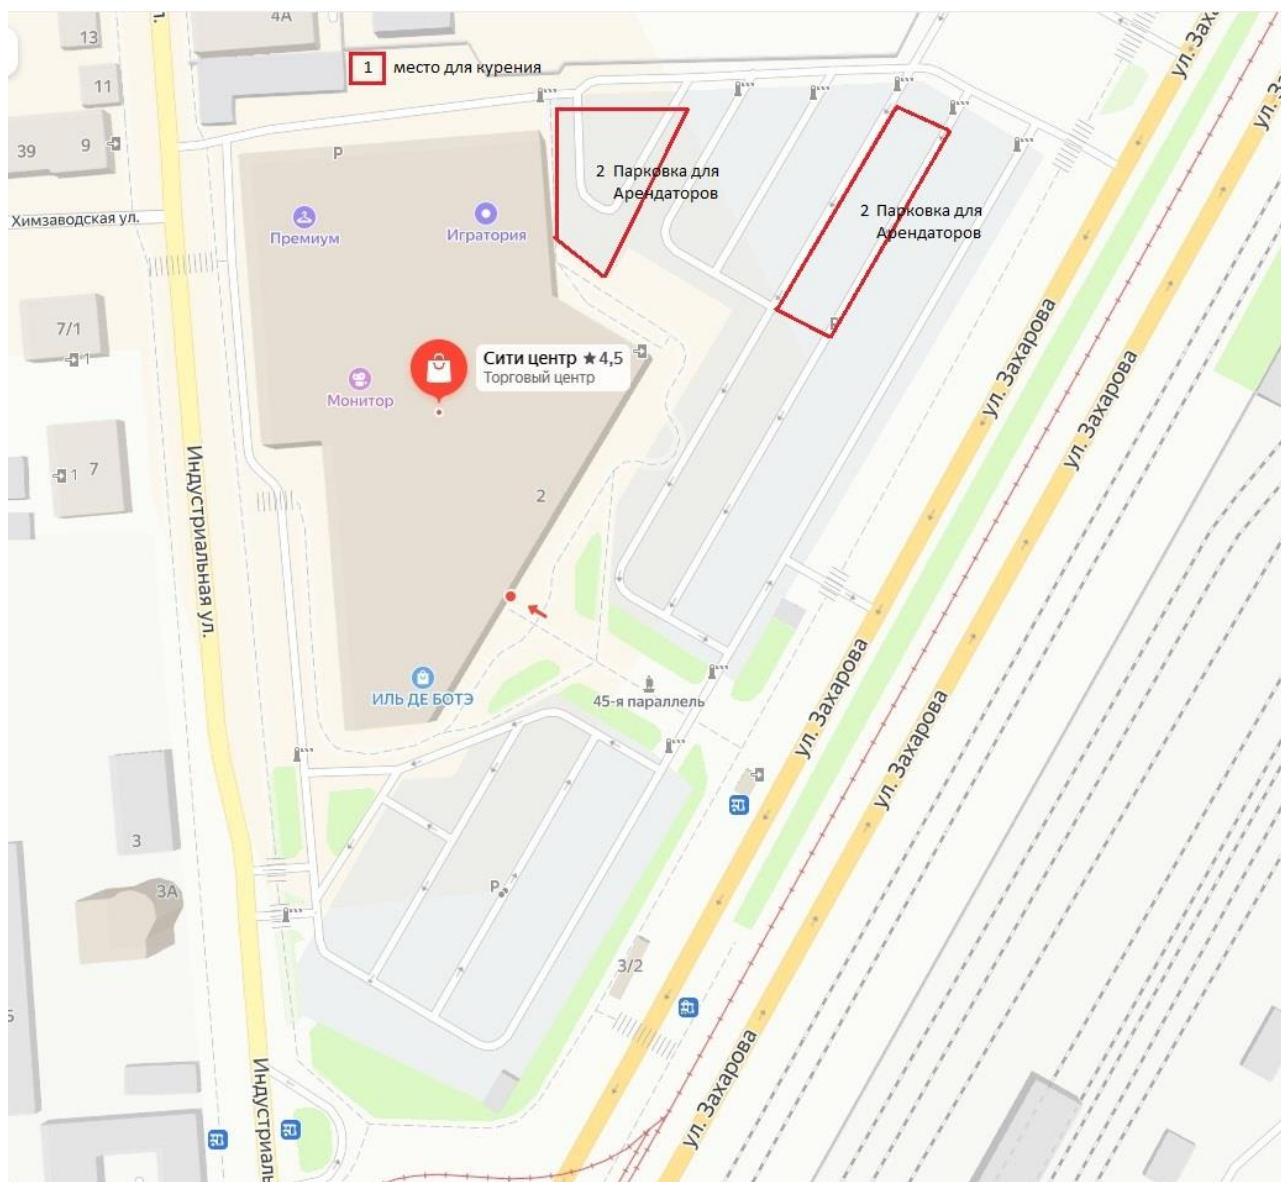 4А
13
1 место для курения
11
39
9
Р
2 Парковка для
Арендаторов
2 Парковка для
Арендаторов
Химзаводская ул.
Премиум
Игратория
7/1
1
Сити центр ★ 4,5
Торговый центр
Монитор
Р
ул. Захарова
ул. Захарова
ул. Захарова
ул. Захарова
1 7
2
Индустриальная ул.
ИЛЬ ДЕ БОТЭ
45-я параллель
ул. Захарова
ул. Захарова
3
3А
Р
3/2
ул. Захарова
Индустриаль